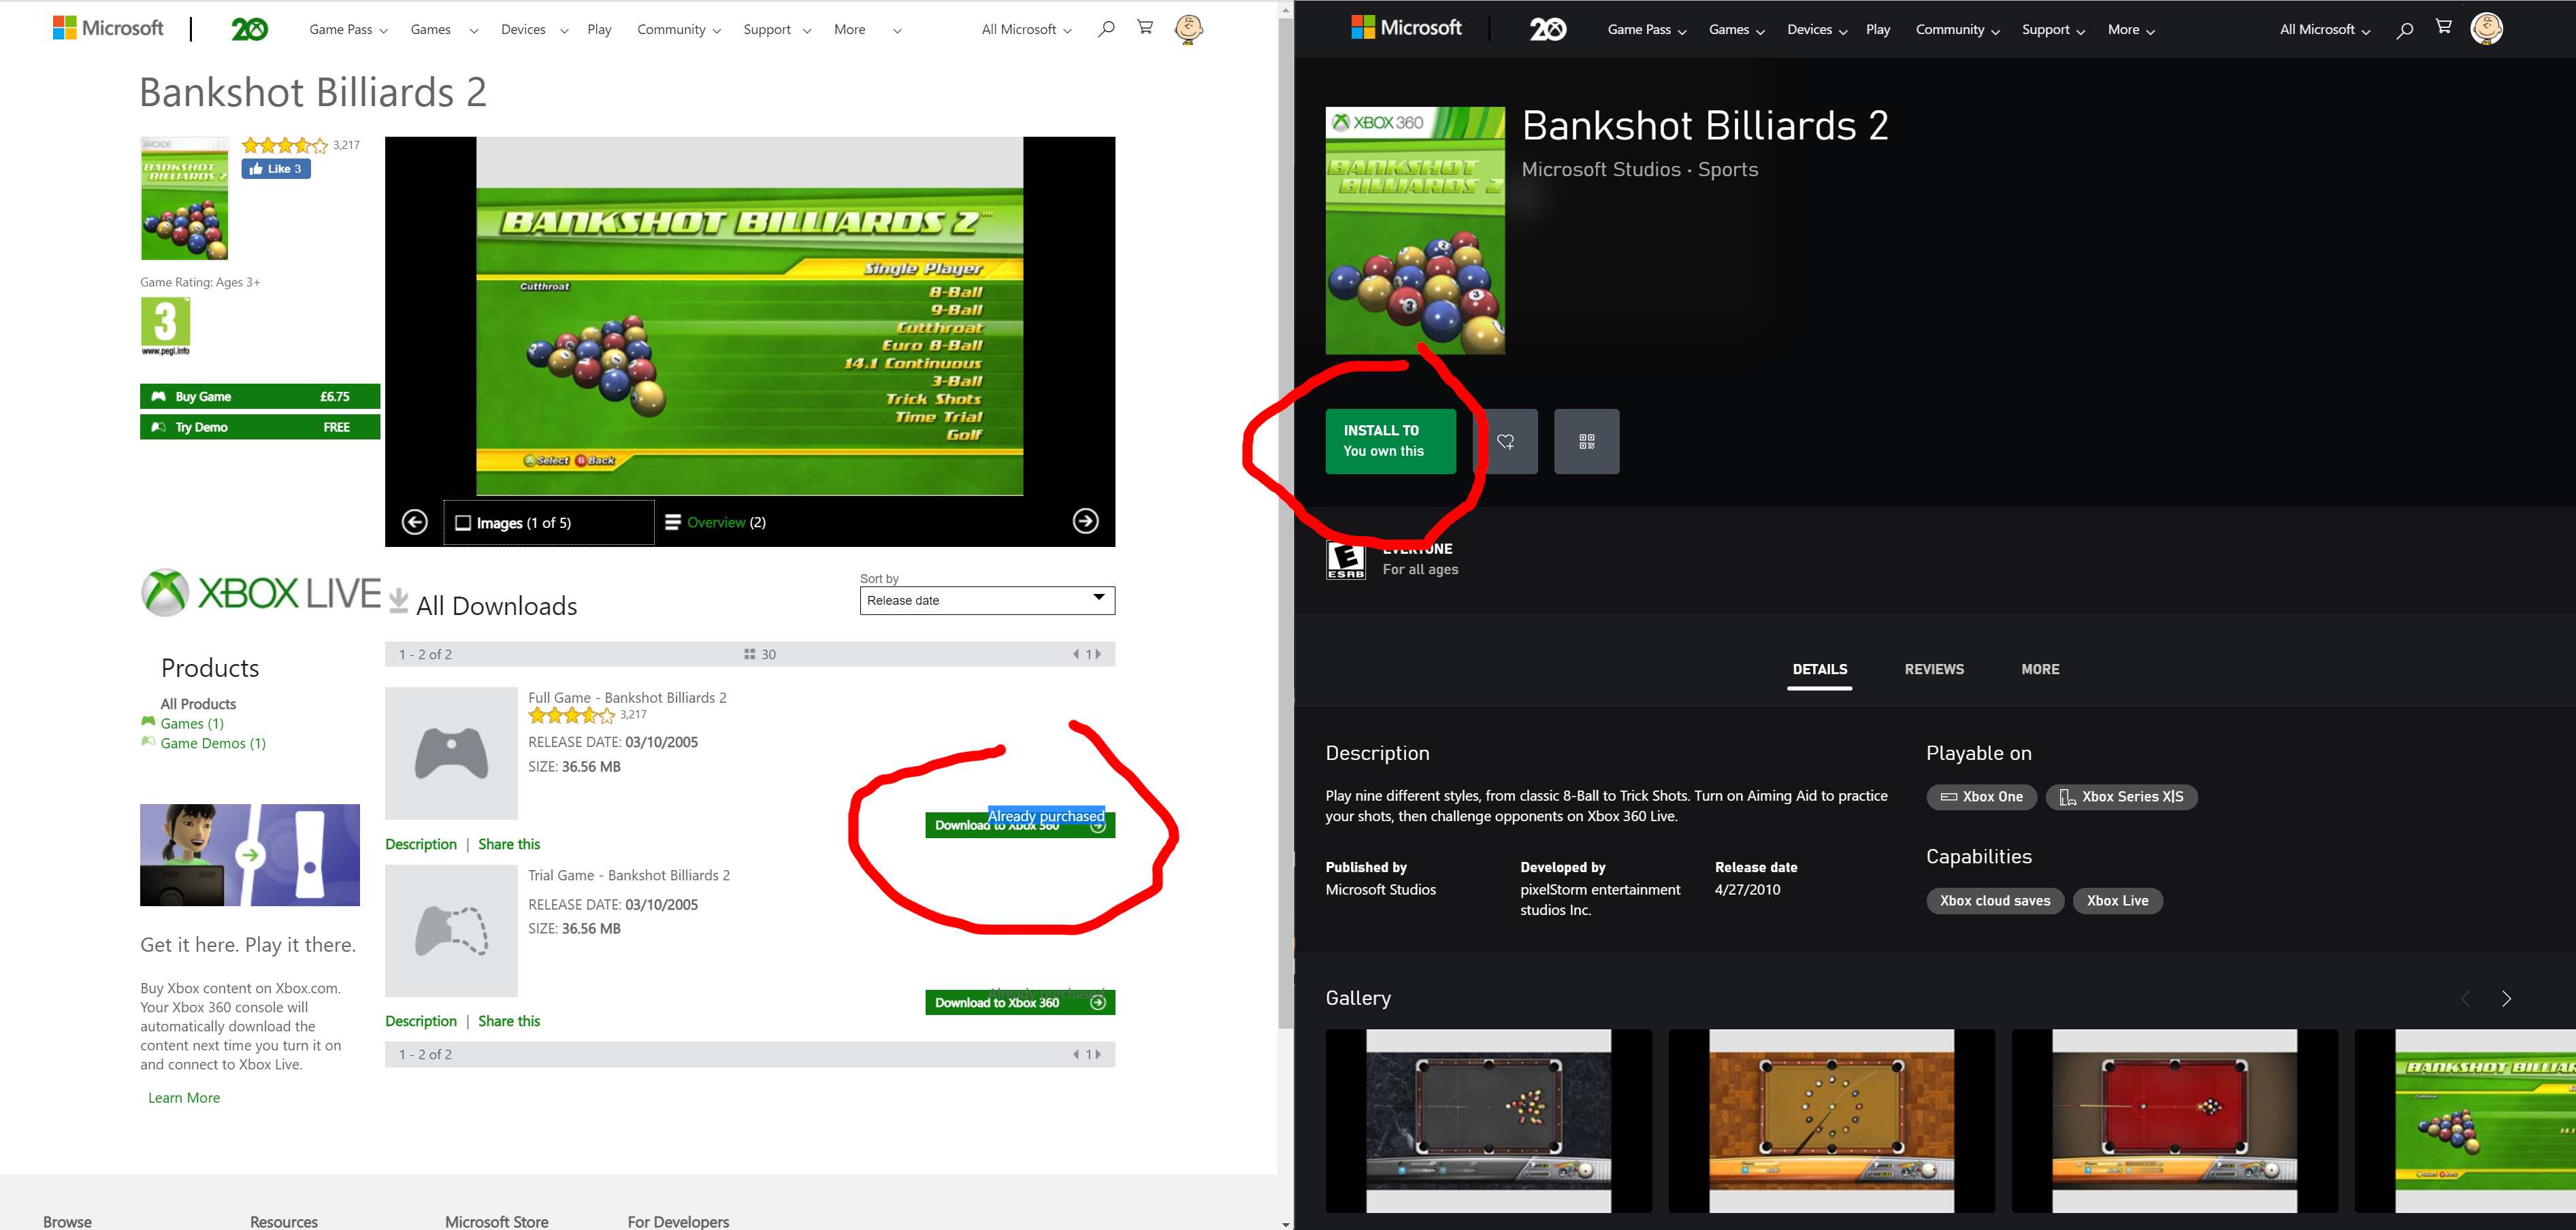 Microsoft
20
Game Pass
Games
Devices
Play
Community
Support
More
All Microsoft
Bankshot Billiards 2
ARCADE
BANKSHOT
BILLIARDS 2
3,217
Like 3
Game Rating: Ages 3+
3
www.pegi.info
Buy Game £6.75
Try Demo FREE
BANKSHOT BILLIARDS 2™
Single Player
Cutthroat
8-Ball
9-Ball
Cutthroat
Euro 8-Ball
14.1 Continuous
3-Ball
Trick Shots
Time Trial
Golf
A Select B Back
Images (1 of 5)
Overview (2)
XBOX LIVE
All Downloads
Sort by
Release date
1 - 2 of 2
30
1
Products
All Products
Games (1)
Game Demos (1)
Full Game - Bankshot Billiards 2
3,217
RELEASE DATE: 03/10/2005
SIZE: 36.56 MB
Already purchased
Download to Xbox 360
Description | Share this
Trial Game - Bankshot Billiards 2
RELEASE DATE: 03/10/2005
SIZE: 36.56 MB
Already purchased
Download to Xbox 360
Description | Share this
1 - 2 of 2
1
Get it here. Play it there.
Buy Xbox content on Xbox.com.
Your Xbox 360 console will
automatically download the
content next time you turn it on
and connect to Xbox Live.
Learn More
Browse
Resources
Microsoft Store
For Developers
Microsoft
20
Game Pass
Games
Devices
Play
Community
Support
More
All Microsoft
XBOX 360
BANKSHOT
BILLIARDS 2
Bankshot Billiards 2
Microsoft Studios • Sports
INSTALL TO
You own this
E
ESRB
EVERYONE
For all ages
DETAILS
REVIEWS
MORE
Description
Play nine different styles, from classic 8-Ball to Trick Shots. Turn on Aiming Aid to practice
your shots, then challenge opponents on Xbox 360 Live.
Published by
Microsoft Studios
Developed by
pixelStorm entertainment
studios Inc.
Release date
4/27/2010
Playable on
Xbox One
Xbox Series X|S
Capabilities
Xbox cloud saves
Xbox Live
Gallery
BANKSHOT BILLIAR